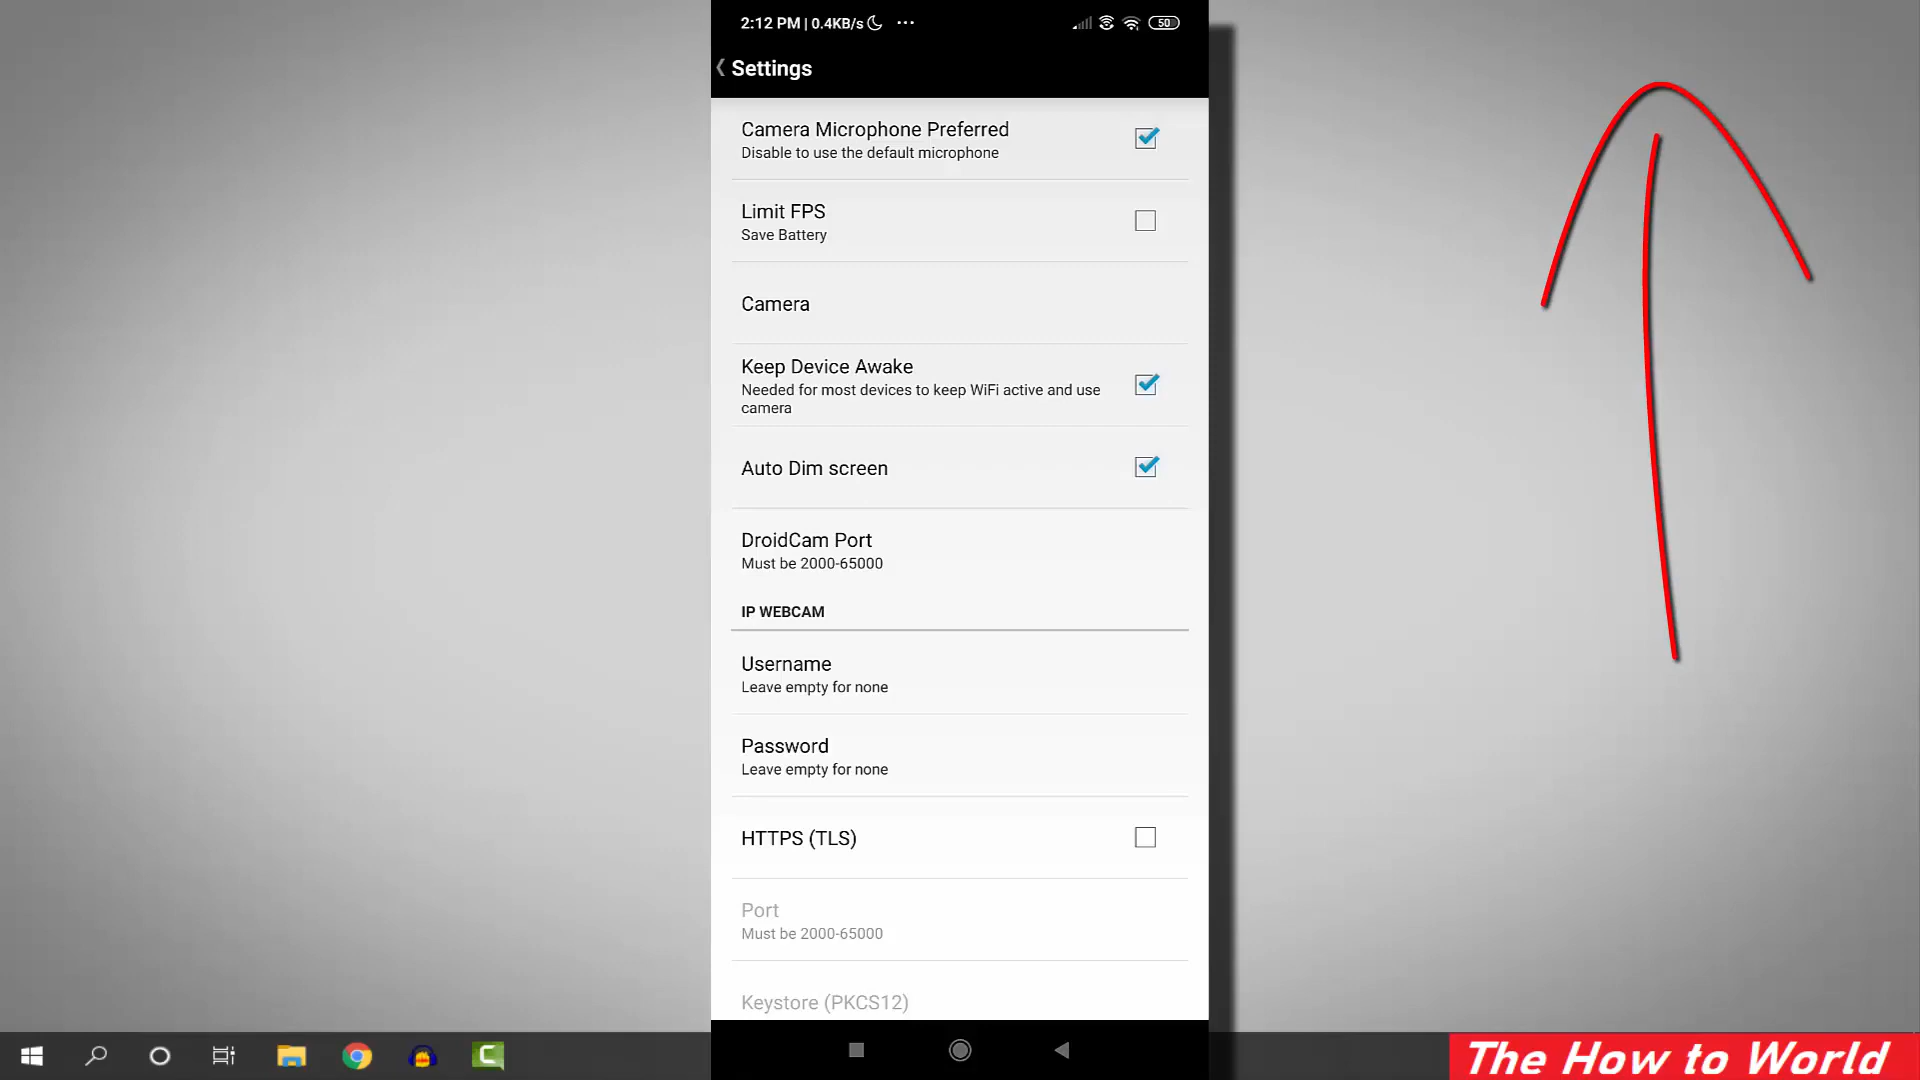 2:12 PM | 0.4KB/s ...
50
Settings
Camera Microphone Preferred
Disable to use the default microphone
Limit FPS
Save Battery
Camera
Keep Device Awake
Needed for most devices to keep WiFi active and use
camera
Auto Dim screen
DroidCam Port
Must be 2000-65000
IP WEBCAM
Username
Leave empty for none
Password
Leave empty for none
HTTPS (TLS)
Port
Must be 2000-65000
Keystore (PKCS12)
The How to World